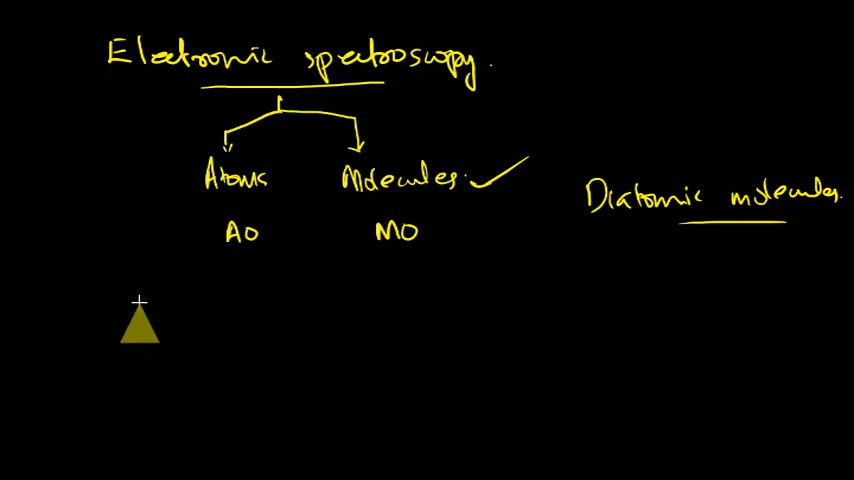 Electronic spectroscopy.
Atoms Molecules.
Diatomic molecules.
AO MO